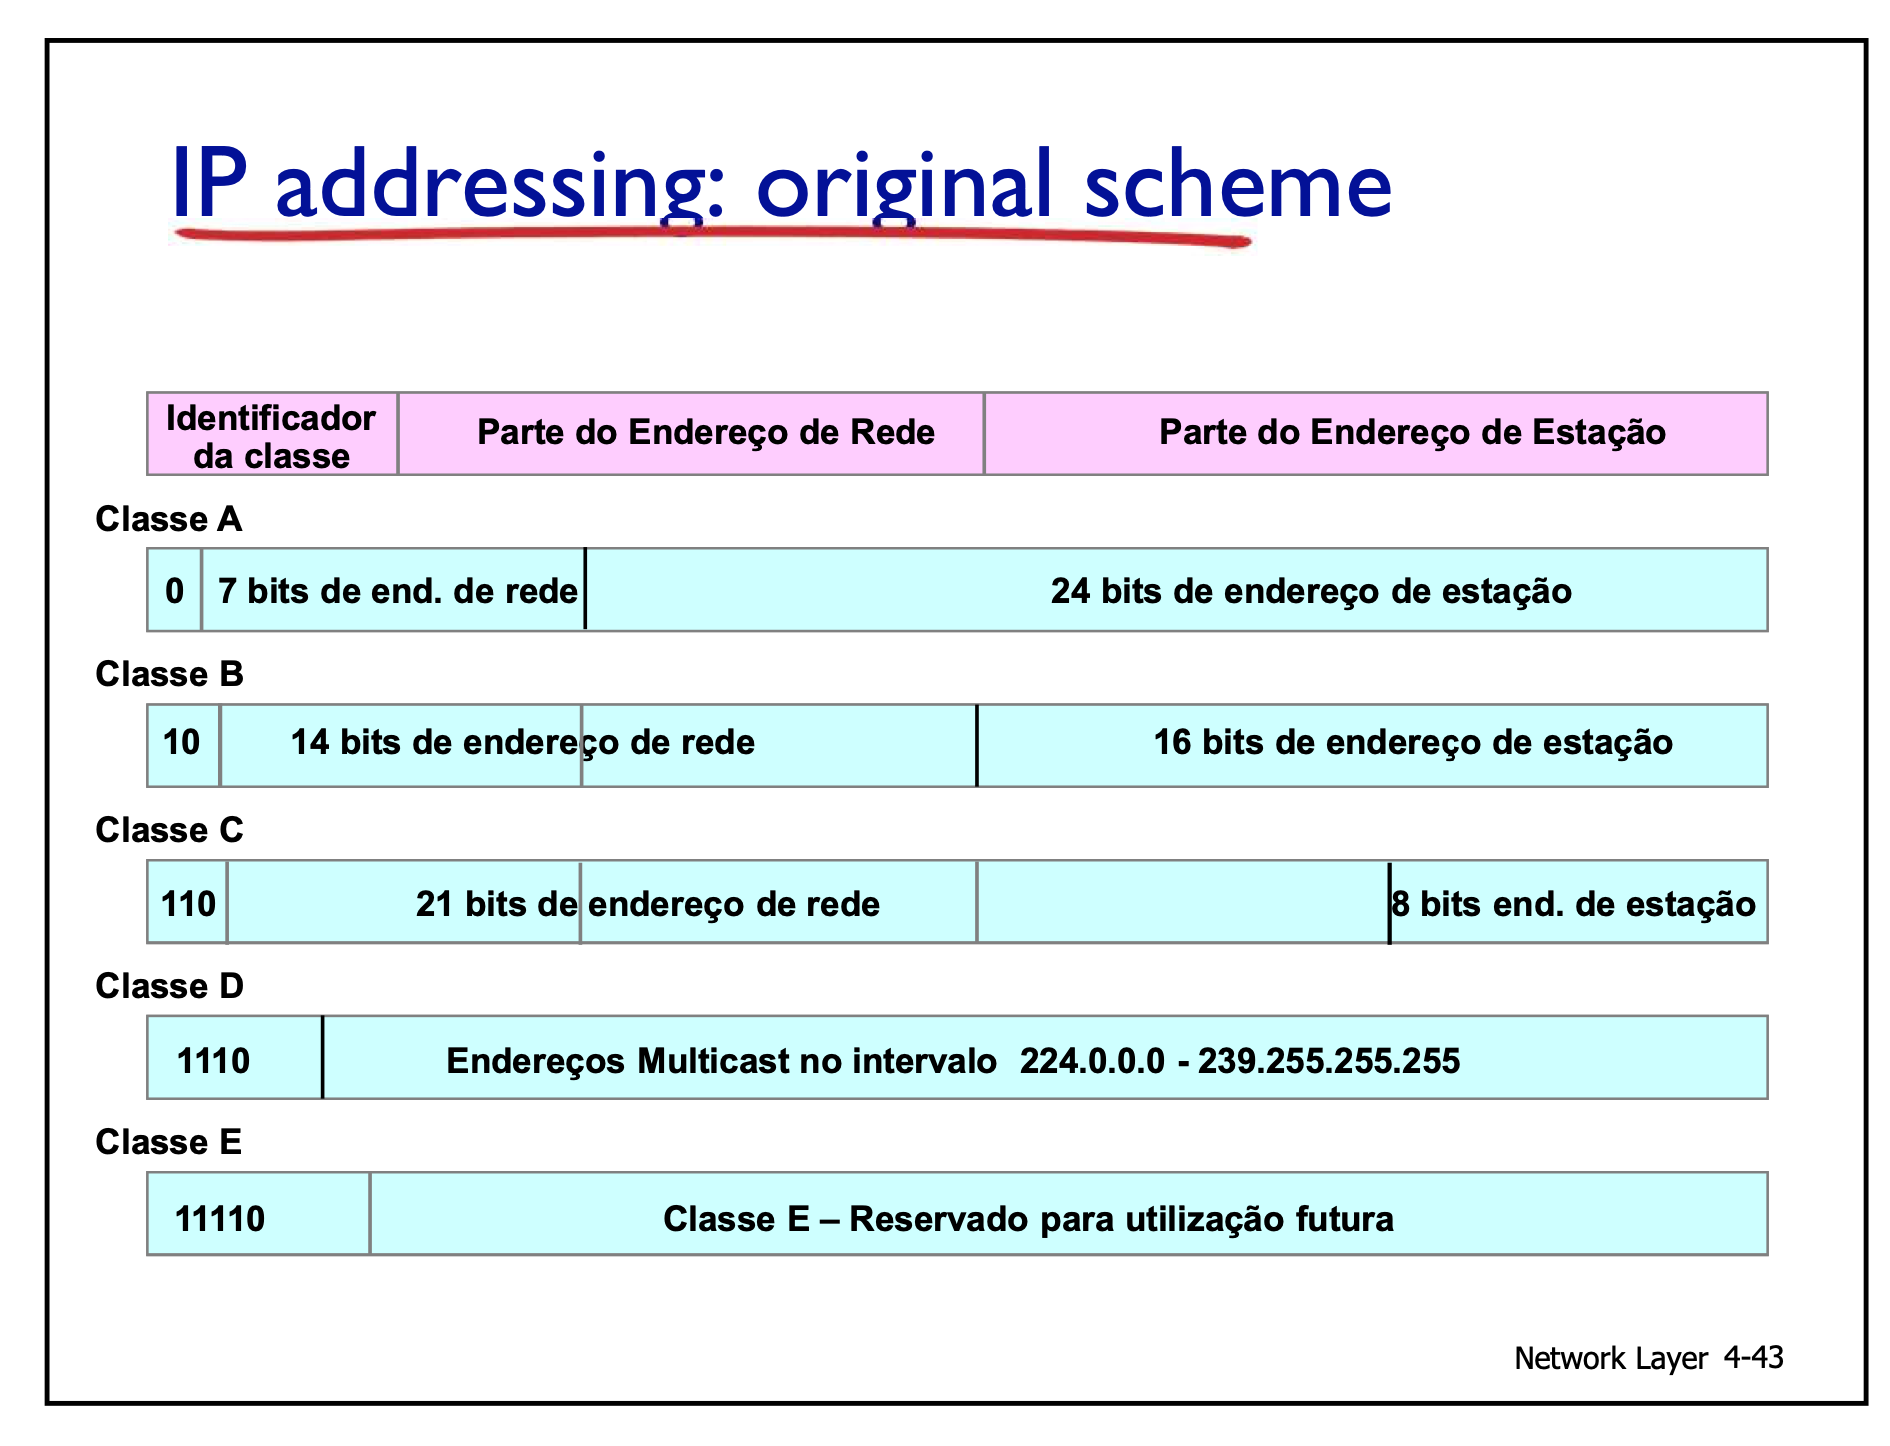 IP addressing: original scheme
Identificador
da classe
Parte do Endereço de Rede
Parte do Endereço de Estação
Classe A
0
7 bits de end. de rede
24 bits de endereço de estação
Classe B
10
14 bits de endereço de rede
16 bits de endereço de estação
Classe C
110
21 bits de endereço de rede
8 bits end. de estação
Classe D
1110
Endereços Multicast no intervalo 224.0.0.0 - 239.255.255.255
Classe E
11110
Classe E – Reservado para utilização futura
Network Layer 4-43